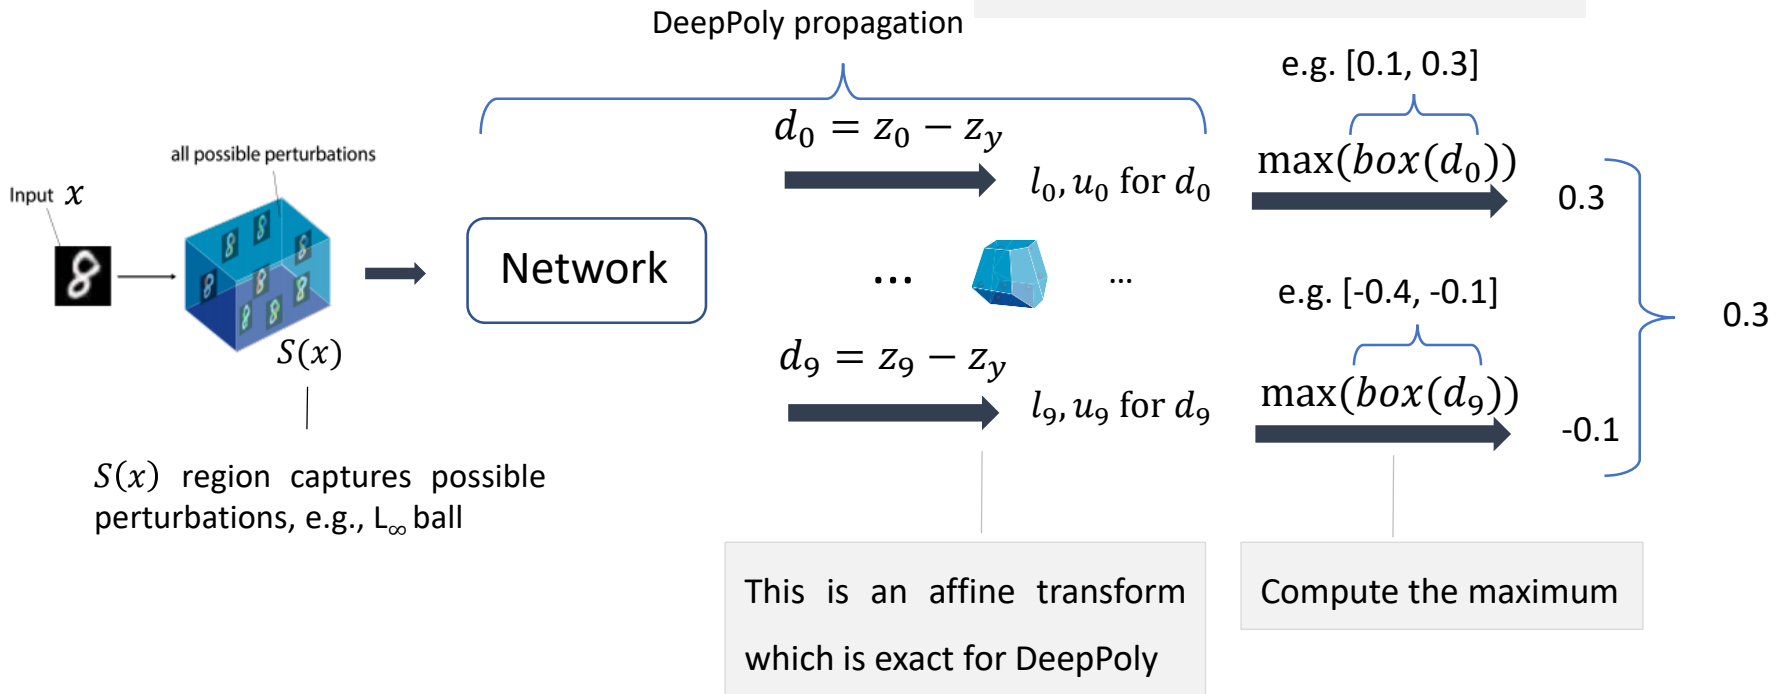 DeepPoly propagation
e.g. [0.1, 0.3]
d₀ = z₀ − z_y
max(box(d₀))
all possible perturbations
Input x
l₀, u₀ for d₀
0.3
Network
...
...
e.g. [-0.4, -0.1]
0.3
S(x)
d₉ = z₉ − z_y
max(box(d₉))
l₉, u₉ for d₉
-0.1
S(x) region captures possible
perturbations, e.g., L∞ ball
This is an affine transform
which is exact for DeepPoly
Compute the maximum